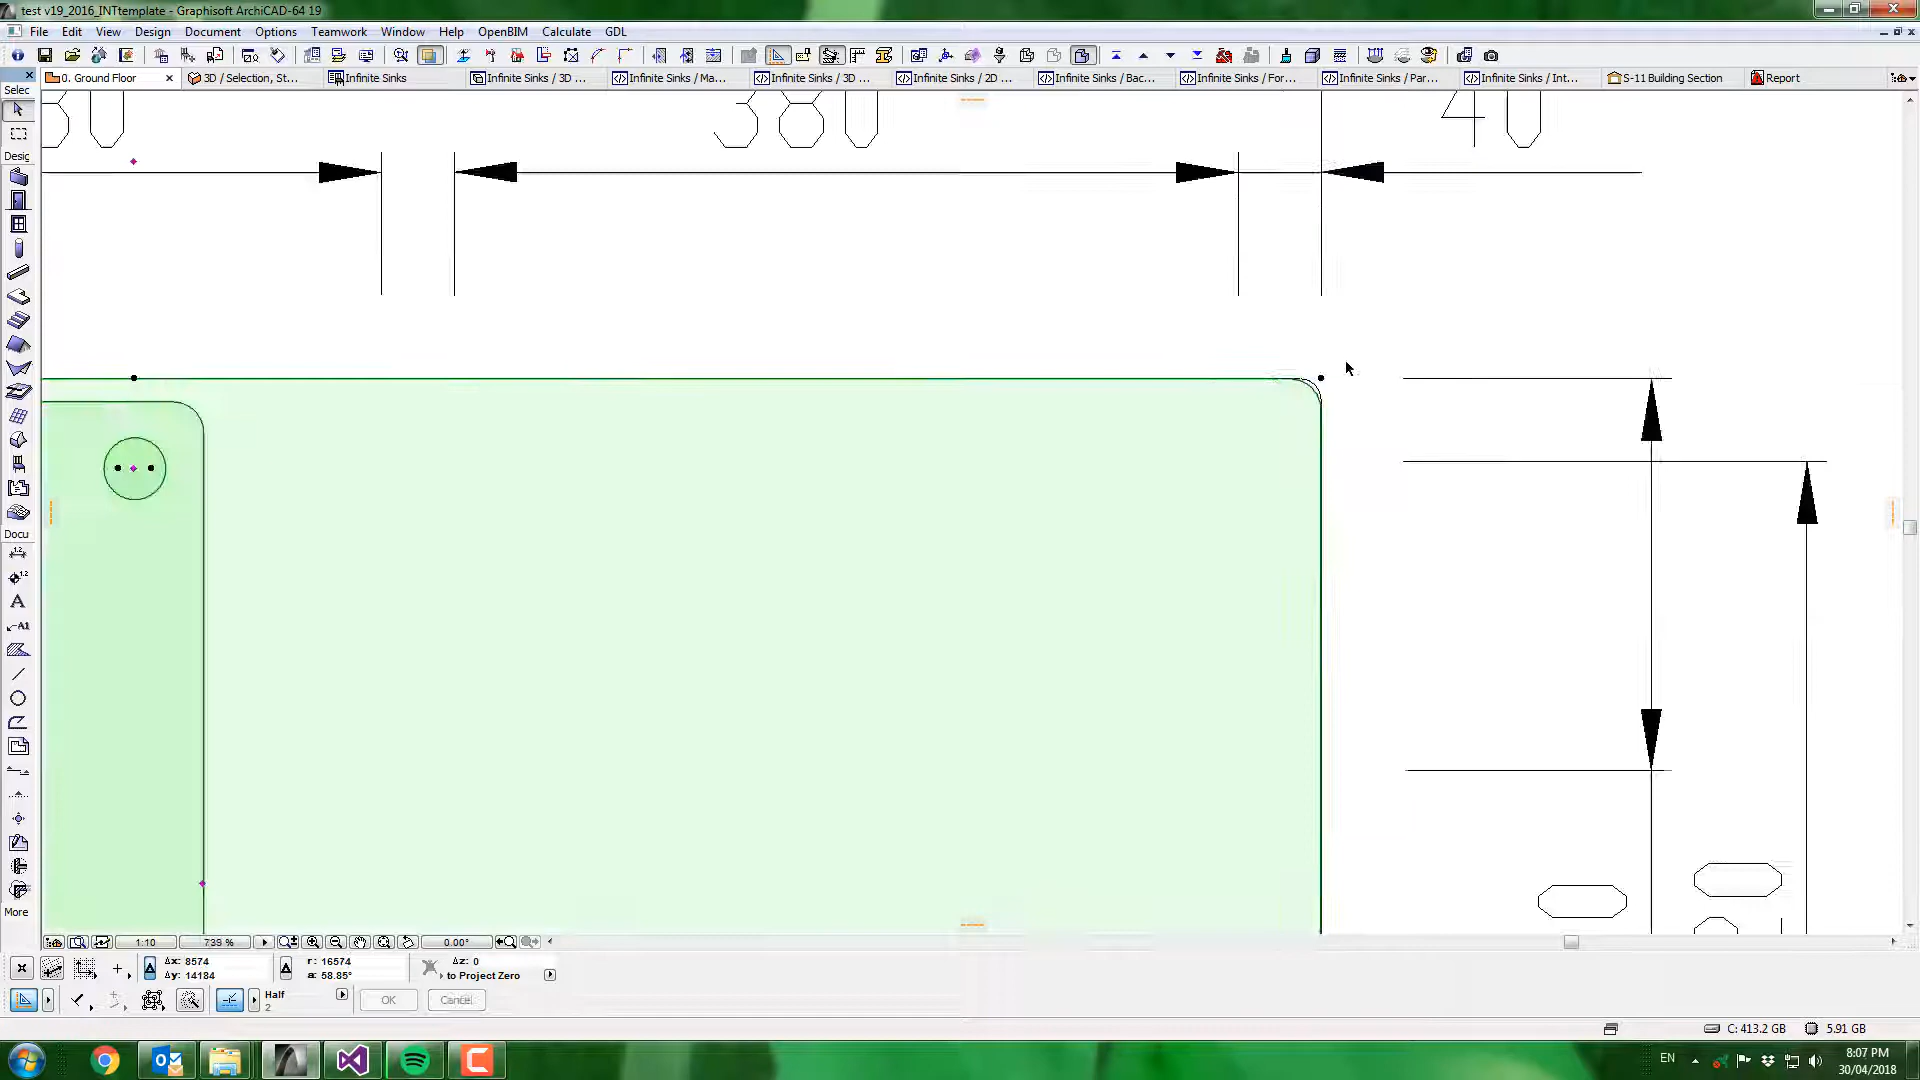 test v19_2016_INTtemplate - Graphisoft ArchiCAD-64 19
File Edit View Design Document Options Teamwork Window Help OpenBIM Calculate GDL
0. Ground Floor
3D / Selection, St...
Infinite Sinks
Infinite Sinks / 3D ...
Infinite Sinks / Ma...
Infinite Sinks / 3D ...
Infinite Sinks / 2D ...
Infinite Sinks / Bac...
Infinite Sinks / For...
Infinite Sinks / Par...
Infinite Sinks / Int...
S-11 Building Section
Report
Selec
Desig
Docu
More
380
40
1:10
739 %
0.00°
Δx: 8574
Δy: 14184
r: 16574
a: 58.85°
Δz: 0
to Project Zero
Half
2
OK
Cancel
C: 413.2 GB
5.91 GB
EN
8:07 PM
30/04/2018